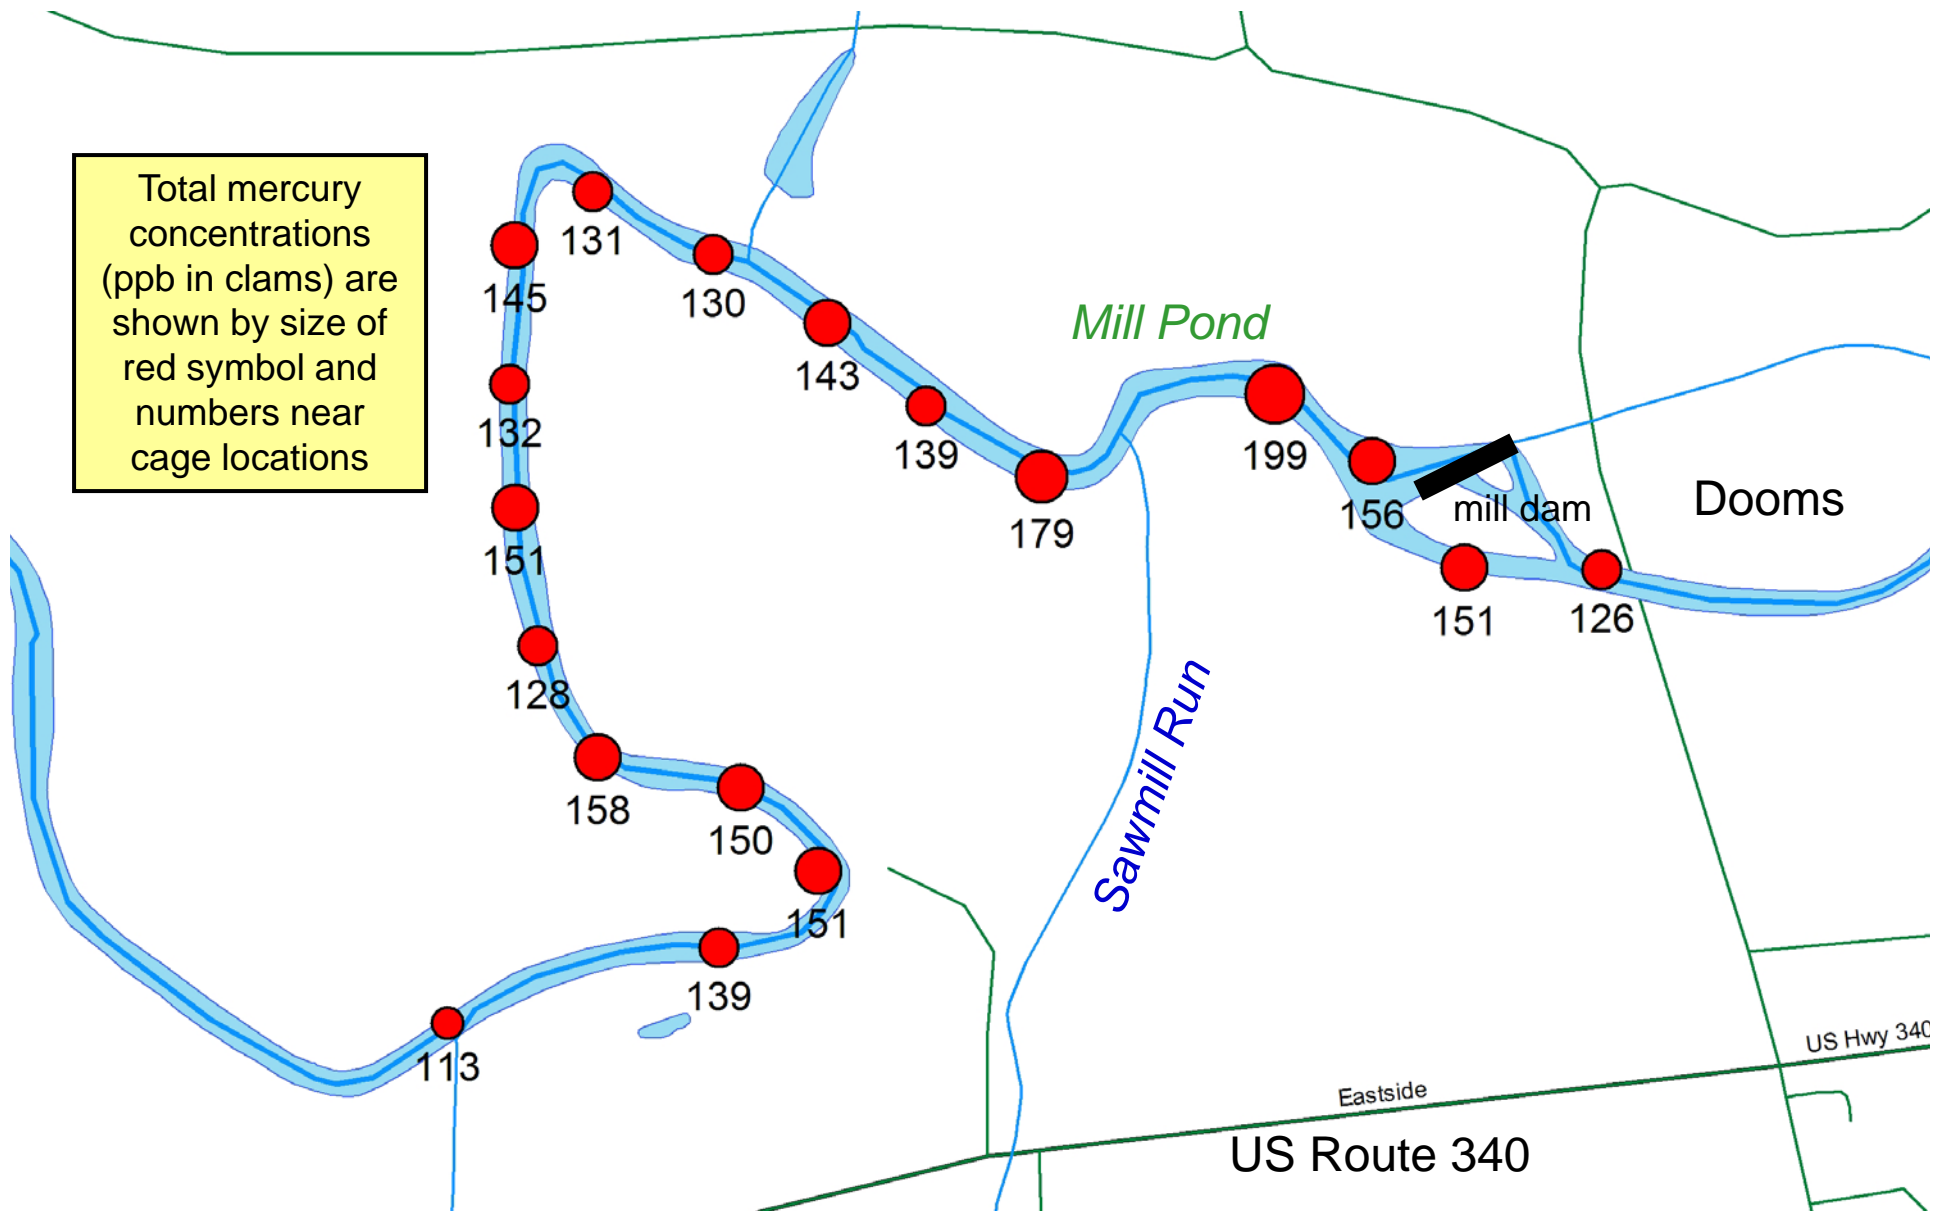 Total mercury
concentrations
(ppb in clams) are
shown by size of
red symbol and
numbers near
cage locations
131
145
130
Mill Pond
143
132
139
199
179
156
mill dam
Dooms
151
151
126
128
Sawmill Run
158
150
151
139
113
US Hwy 340
Eastside
US Route 340